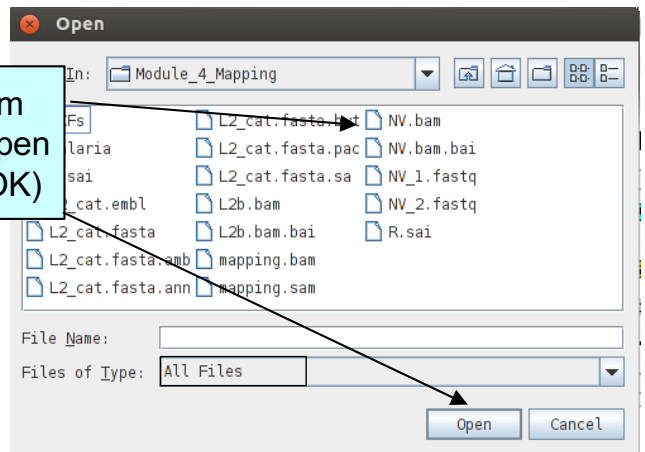 Open
In: Module_4_Mapping
pen
OK)
L2_cat.fasta
L2_cat.fasta.amb
L2_cat.fasta.ann
L2_cat.fasta.pac
L2_cat.fasta.sa
L2b.bam
L2b.bam.bai
mapping.bam
mapping.sam
NV.bam
NV.bam.bai
NV_1.fastq
NV_2.fastq
R.sai
_cat.embl
File Name:
Files of Type: All Files
Open Cancel